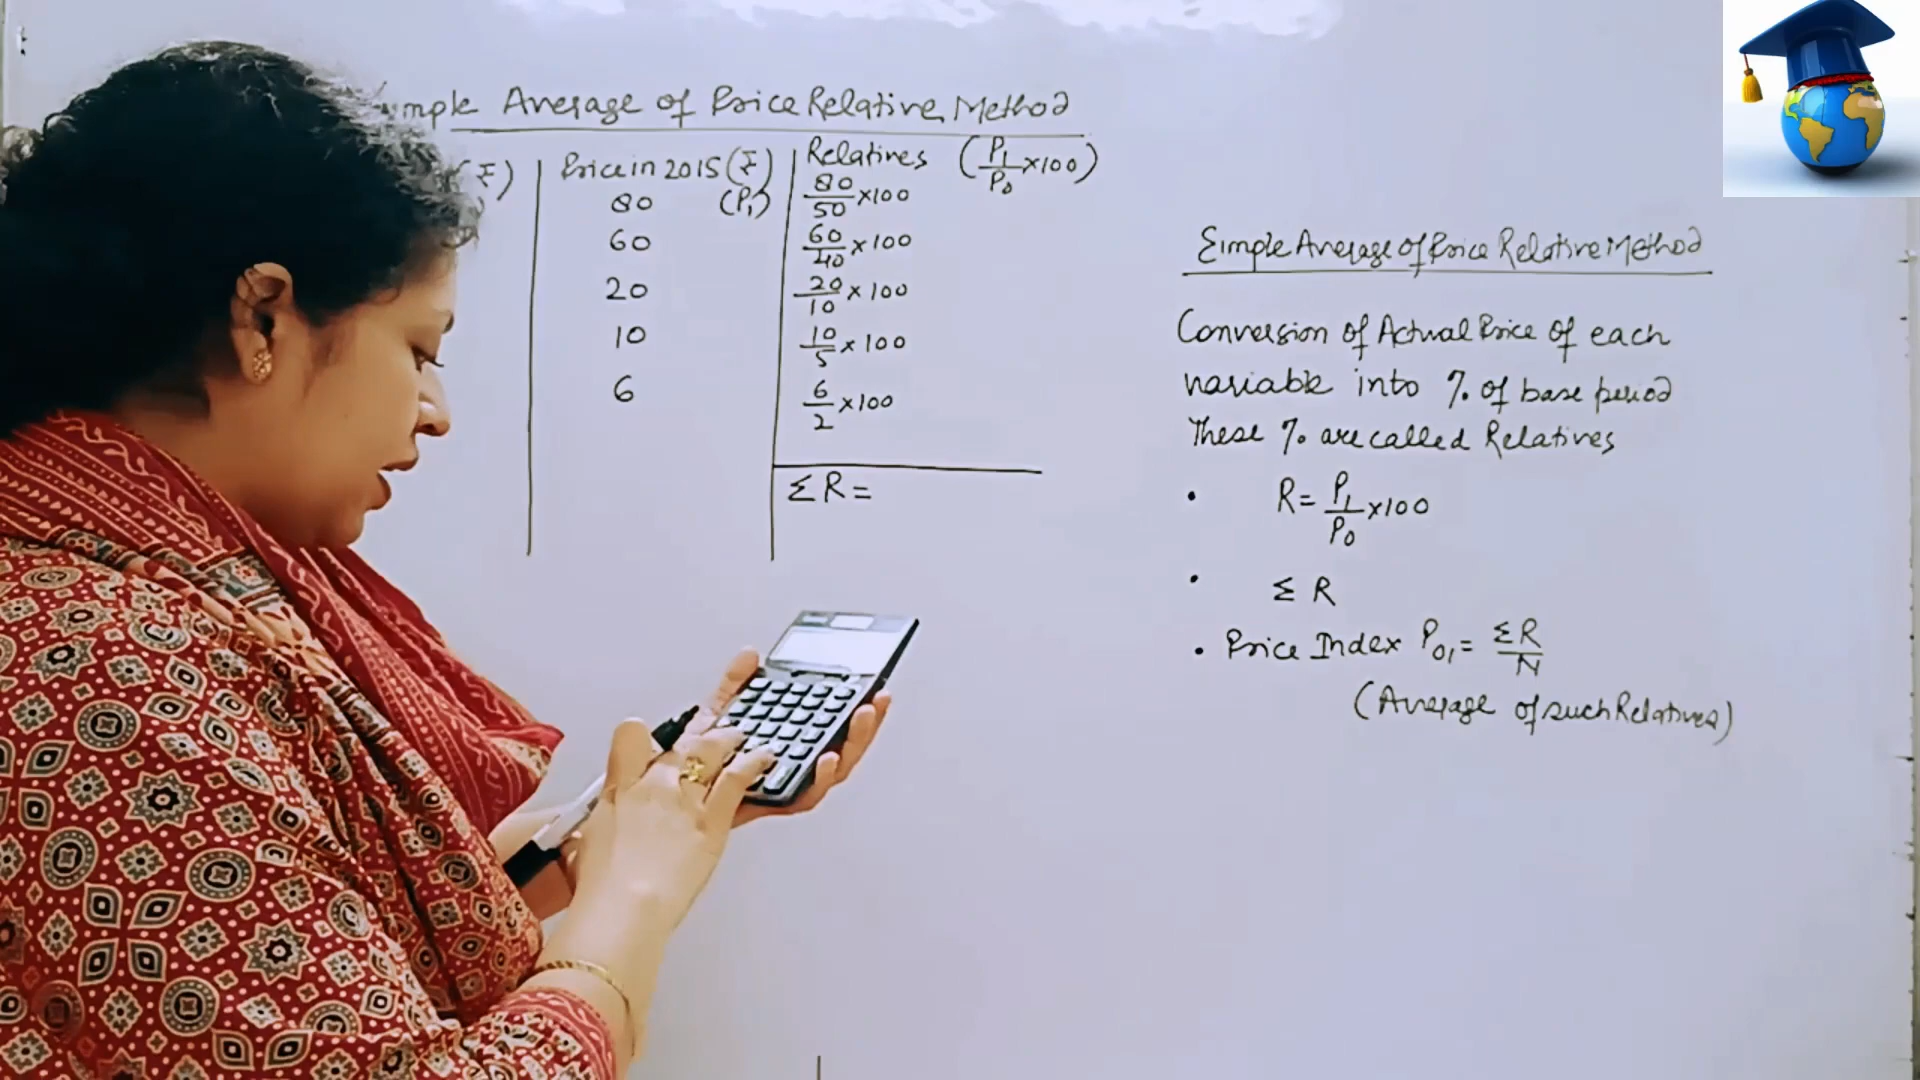 imple Average of Price Relative Method
(₹) | Price in 2015 (₹) | Relatives (P₁/P₀ × 100)
80 (P₁) | 80/50 × 100
60 | 60/40 × 100
20 | 20/10 × 100
10 | 10/5 × 100
6 | 6/2 × 100
ΣR =
Simple Average of Price Relative Method
Conversion of Actual Price of each
variable into % of base period
These % are called Relatives
• R = P₁/P₀ × 100
• Σ R
• Price Index P₀₁ = ΣR/N
(Average of such Relatives)